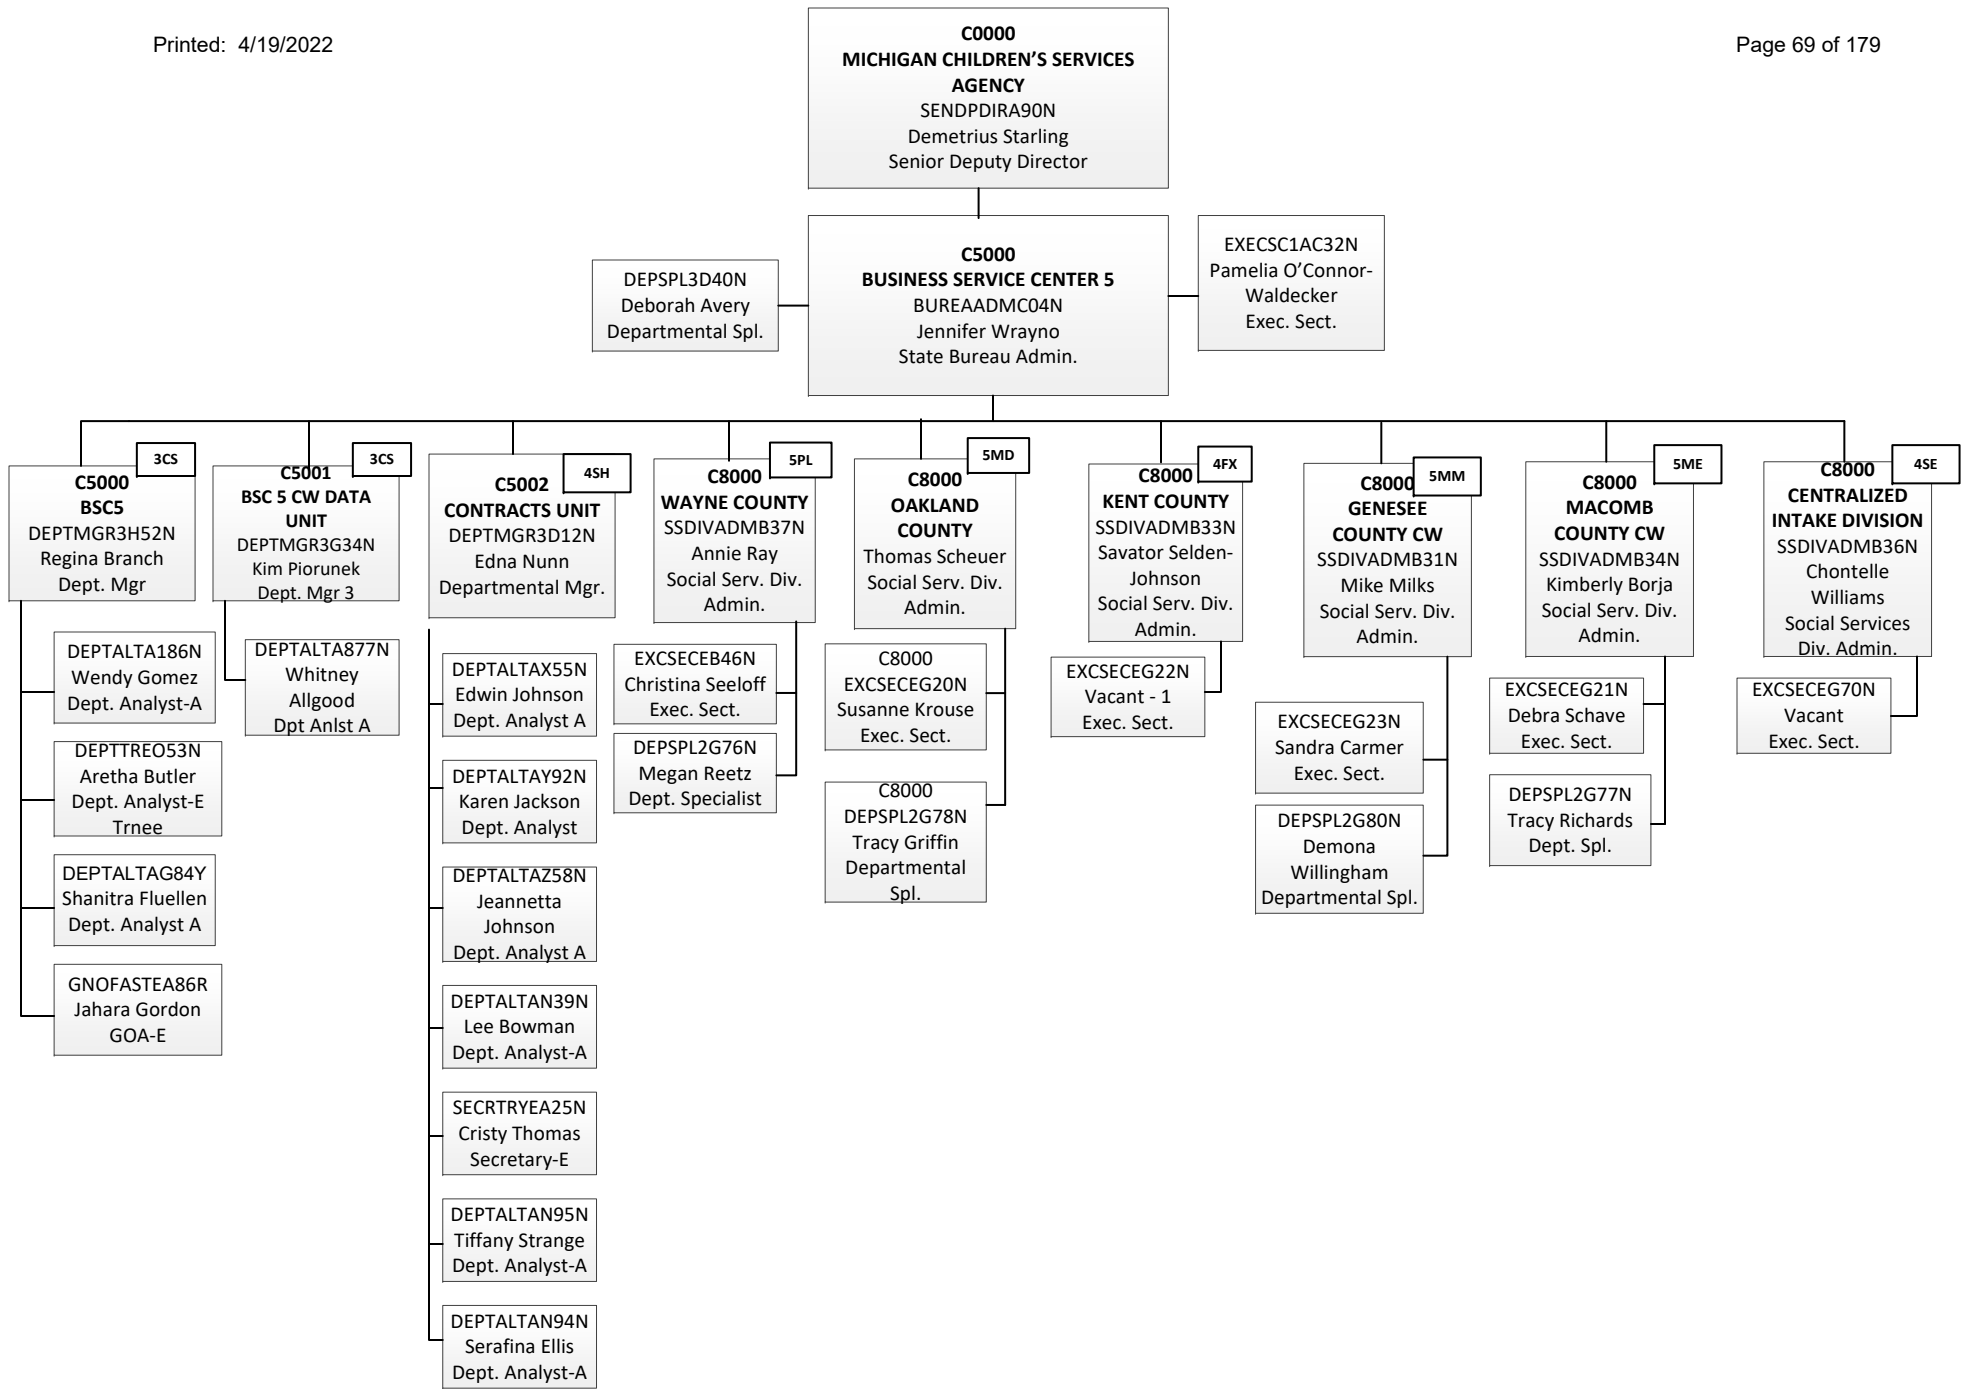 Printed: 4/19/2022
Page 69 of 179
C0000
MICHIGAN CHILDREN’S SERVICES
AGENCY
SENDPDIRA90N
Demetrius Starling
Senior Deputy Director
C5000
BUSINESS SERVICE CENTER 5
BUREAADMC04N
Jennifer Wrayno
State Bureau Admin.
DEPSPL3D40N
Deborah Avery
Departmental Spl.
EXECSC1AC32N
Pamelia O’Connor-
Waldecker
Exec. Sect.
3CS
C5000
BSC5
DEPTMGR3H52N
Regina Branch
Dept. Mgr
DEPTALTA186N
Wendy Gomez
Dept. Analyst-A
DEPTTREO53N
Aretha Butler
Dept. Analyst-E
Trnee
DEPTALTAG84Y
Shanitra Fluellen
Dept. Analyst A
GNOFASTEA86R
Jahara Gordon
GOA-E
3CS
C5001
BSC 5 CW DATA
UNIT
DEPTMGR3G34N
Kim Piorunek
Dept. Mgr 3
DEPTALTA877N
Whitney
Allgood
Dpt Anlst A
4SH
C5002
CONTRACTS UNIT
DEPTMGR3D12N
Edna Nunn
Departmental Mgr.
DEPTALTAX55N
Edwin Johnson
Dept. Analyst A
DEPTALTAY92N
Karen Jackson
Dept. Analyst
DEPTALTAZ58N
Jeannetta
Johnson
Dept. Analyst A
DEPTALTAN39N
Lee Bowman
Dept. Analyst-A
SECRTRYEA25N
Cristy Thomas
Secretary-E
DEPTALTAN95N
Tiffany Strange
Dept. Analyst-A
DEPTALTAN94N
Serafina Ellis
Dept. Analyst-A
5PL
C8000
WAYNE COUNTY
SSDIVADMB37N
Annie Ray
Social Serv. Div.
Admin.
EXCSECEB46N
Christina Seeloff
Exec. Sect.
DEPSPL2G76N
Megan Reetz
Dept. Specialist
5MD
C8000
OAKLAND
COUNTY
Thomas Scheuer
Social Serv. Div.
Admin.
C8000
EXCSECEG20N
Susanne Krouse
Exec. Sect.
C8000
DEPSPL2G78N
Tracy Griffin
Departmental
Spl.
4FX
C8000
KENT COUNTY
SSDIVADMB33N
Savator Selden-
Johnson
Social Serv. Div.
Admin.
EXCSECEG22N
Vacant - 1
Exec. Sect.
5MM
C8000
GENESEE
COUNTY CW
SSDIVADMB31N
Mike Milks
Social Serv. Div.
Admin.
EXCSECEG23N
Sandra Carmer
Exec. Sect.
DEPSPL2G80N
Demona
Willingham
Departmental Spl.
5ME
C8000
MACOMB
COUNTY CW
SSDIVADMB34N
Kimberly Borja
Social Serv. Div.
Admin.
EXCSECEG21N
Debra Schave
Exec. Sect.
DEPSPL2G77N
Tracy Richards
Dept. Spl.
4SE
C8000
CENTRALIZED
INTAKE DIVISION
SSDIVADMB36N
Chontelle
Williams
Social Services
Div. Admin.
EXCSECEG70N
Vacant
Exec. Sect.